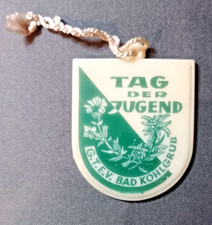 TAG
DER
JUGEND
G.T.E.V. BAD KOHLGRUB